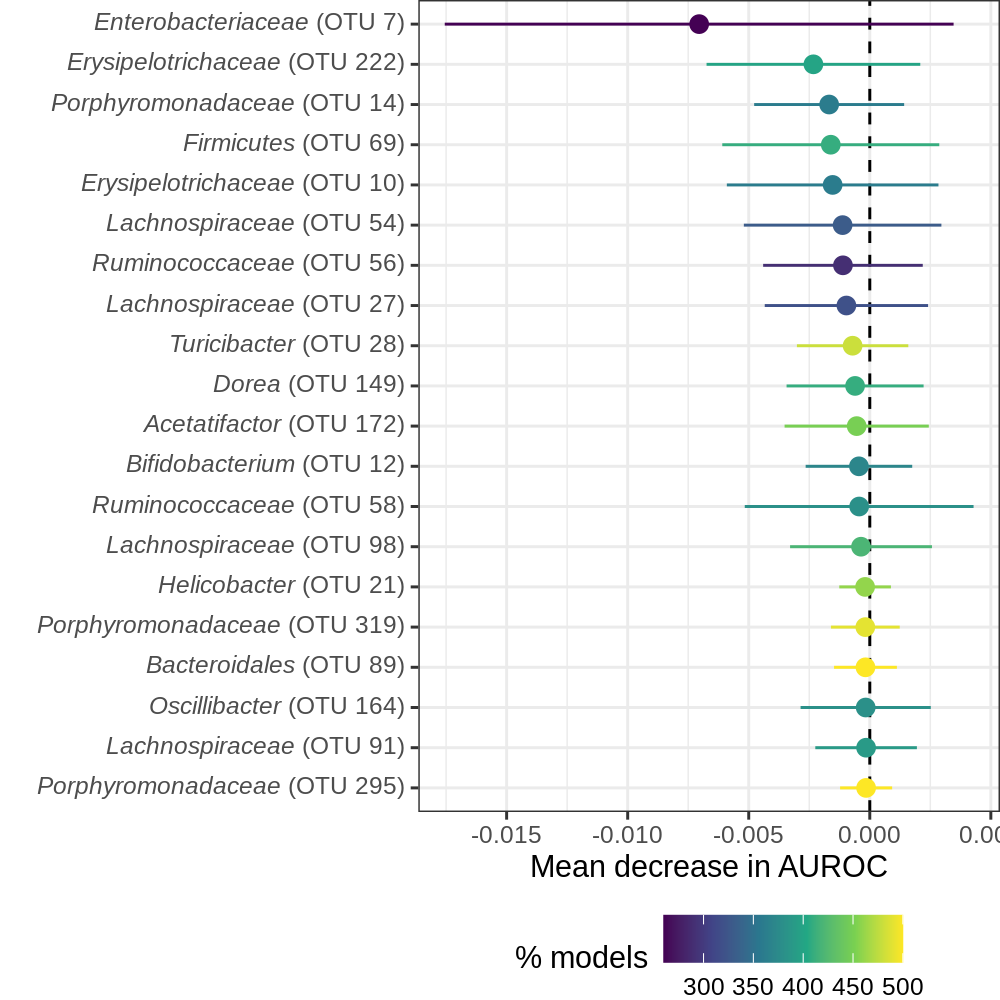 Enterobacteriaceae (OTU 7)
Erysipelotrichaceae (OTU 222)
Porphyromonadaceae (OTU 14)
Firmicutes (OTU 69)
Erysipelotrichaceae (OTU 10)
Lachnospiraceae (OTU 54)
Ruminococcaceae (OTU 56)
Lachnospiraceae (OTU 27)
Turicibacter (OTU 28)
Dorea (OTU 149)
Acetatifactor (OTU 172)
Bifidobacterium (OTU 12)
Ruminococcaceae (OTU 58)
Lachnospiraceae (OTU 98)
Helicobacter (OTU 21)
Porphyromonadaceae (OTU 319)
Bacteroidales (OTU 89)
Oscillibacter (OTU 164)
Lachnospiraceae (OTU 91)
Porphyromonadaceae (OTU 295)
-0.015 -0.010 -0.005 0.000
Mean decrease in AUROC
% models
300 350 400 450 500